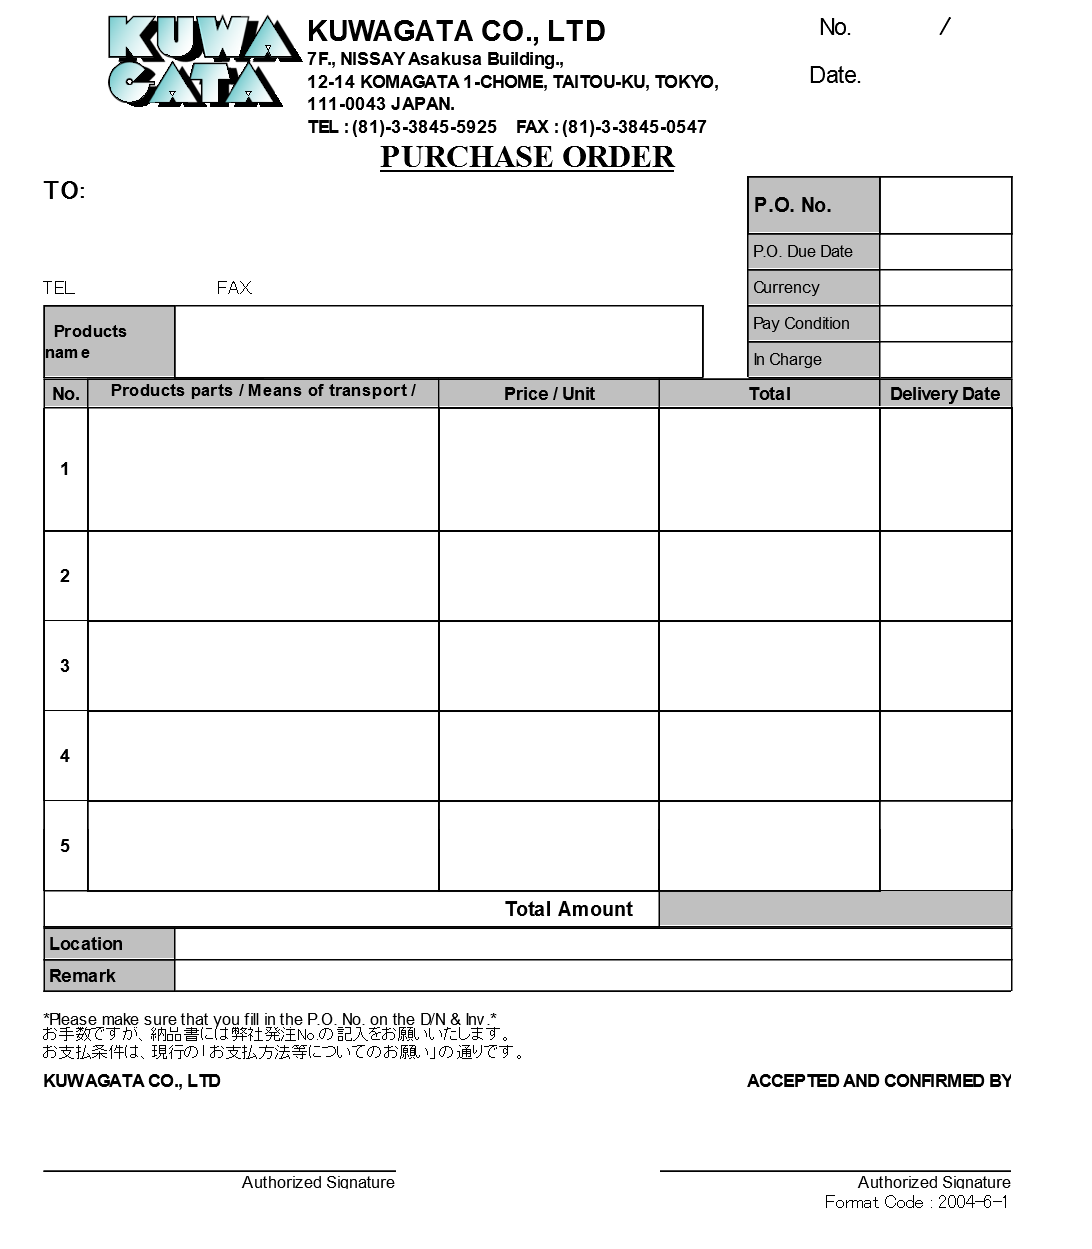 KUWA
GATA
KUWAGATA CO., LTD
No. /
7F., NISSAY Asakusa Building.,
Date.
12-14 KOMAGATA 1-CHOME, TAITOU-KU, TOKYO,
111-0043 JAPAN.
TEL : (81)-3-3845-5925 FAX : (81)-3-3845-0547
PURCHASE ORDER
TO:
P.O. No.
P.O. Due Date
TEL FAX
Currency
Pay Condition
In Charge
Products
name
No. Products parts / Means of transport / Price / Unit Total Delivery Date
1
2
3
4
5
Total Amount
Location
Remark
*Please make sure that you fill in the P.O. No. on the D/N & Inv.*
お手数ですが、納品書には弊社発注No.の記入をお願いいたします。
お支払条件は、現行の「お支払方法等についてのお願い」の通りです。
KUWAGATA CO., LTD ACCEPTED AND CONFIRMED BY
Authorized Signature Authorized Signature
Format Code : 2004-6-1